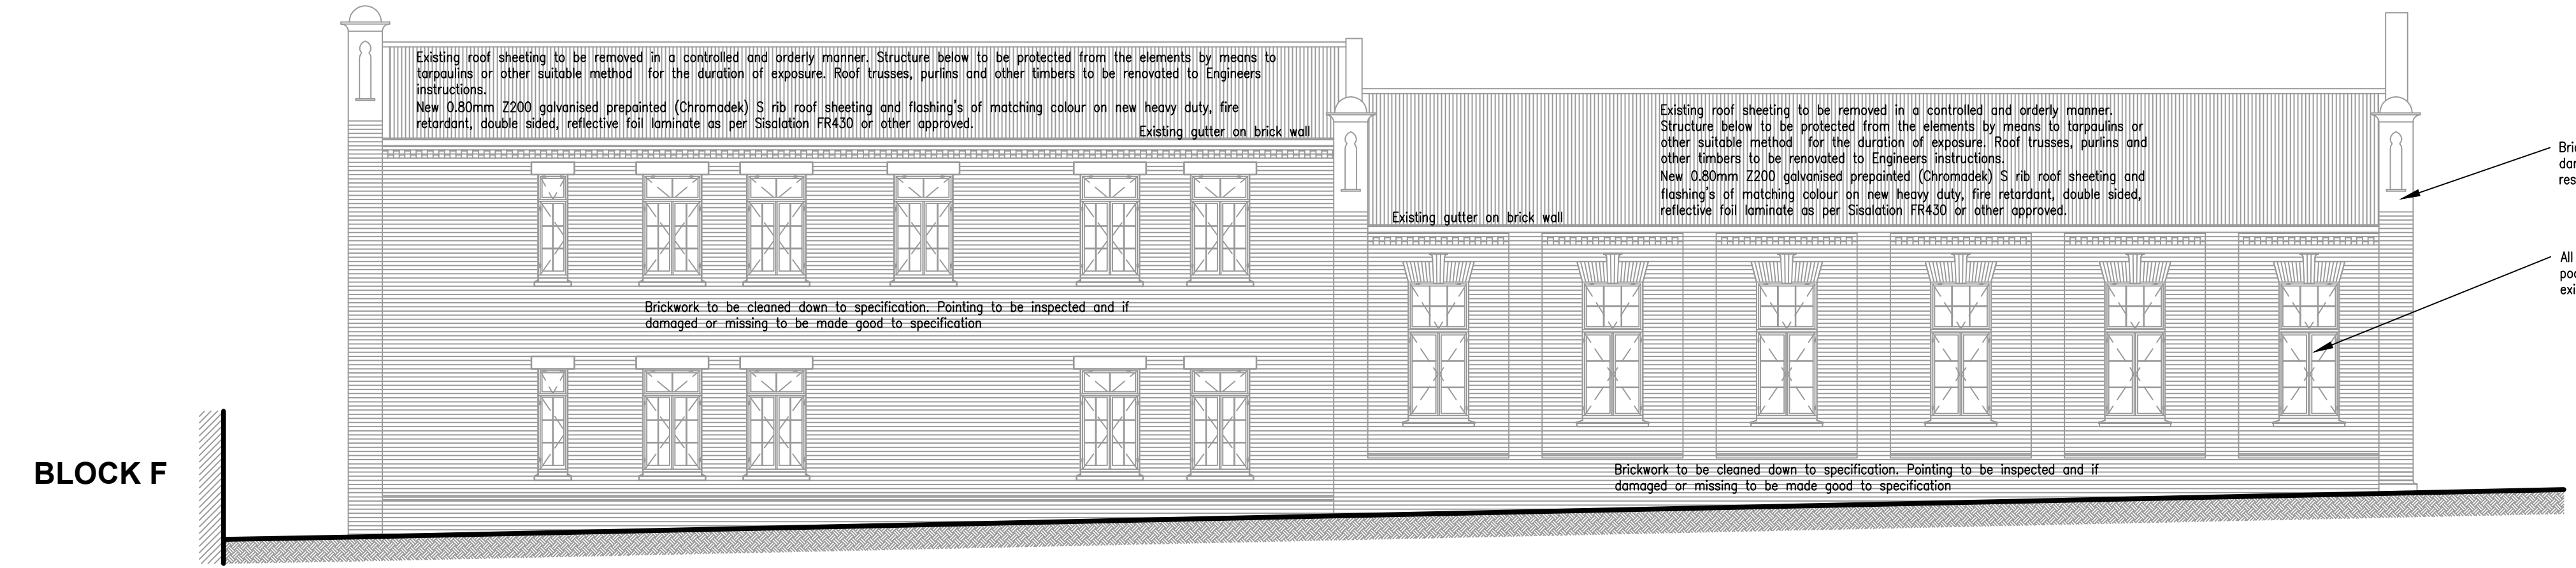 Existing roof sheeting to be removed in a controlled and orderly manner. Structure below to be protected from the elements by means to
tarpaulins or other suitable method for the duration of exposure. Roof trusses, purlins and other timbers to be renovated to Engineers
instructions.
New 0.80mm Z200 galvanised prepainted (Chromadek) S rib roof sheeting and flashing's of matching colour on new heavy duty, fire
retardant, double sided, reflective foil laminate as per Sisalation FR430 or other approved.
Existing gutter on brick wall
Existing roof sheeting to be removed in a controlled and orderly manner.
Structure below to be protected from the elements by means to tarpaulins or
other suitable method for the duration of exposure. Roof trusses, purlins and
other timbers to be renovated to Engineers instructions.
New 0.80mm Z200 galvanised prepainted (Chromadek) S rib roof sheeting and
flashing's of matching colour on new heavy duty, fire retardant, double sided,
reflective foil laminate as per Sisalation FR430 or other approved.
Existing gutter on brick wall
Brickwork to be cleaned down to specification. Pointing to be inspected and if
damaged or missing to be made good to specification
Brickwork to be cleaned down to specification. Pointing to be inspected and if
damaged or missing to be made good to specification
All
BLOCK F